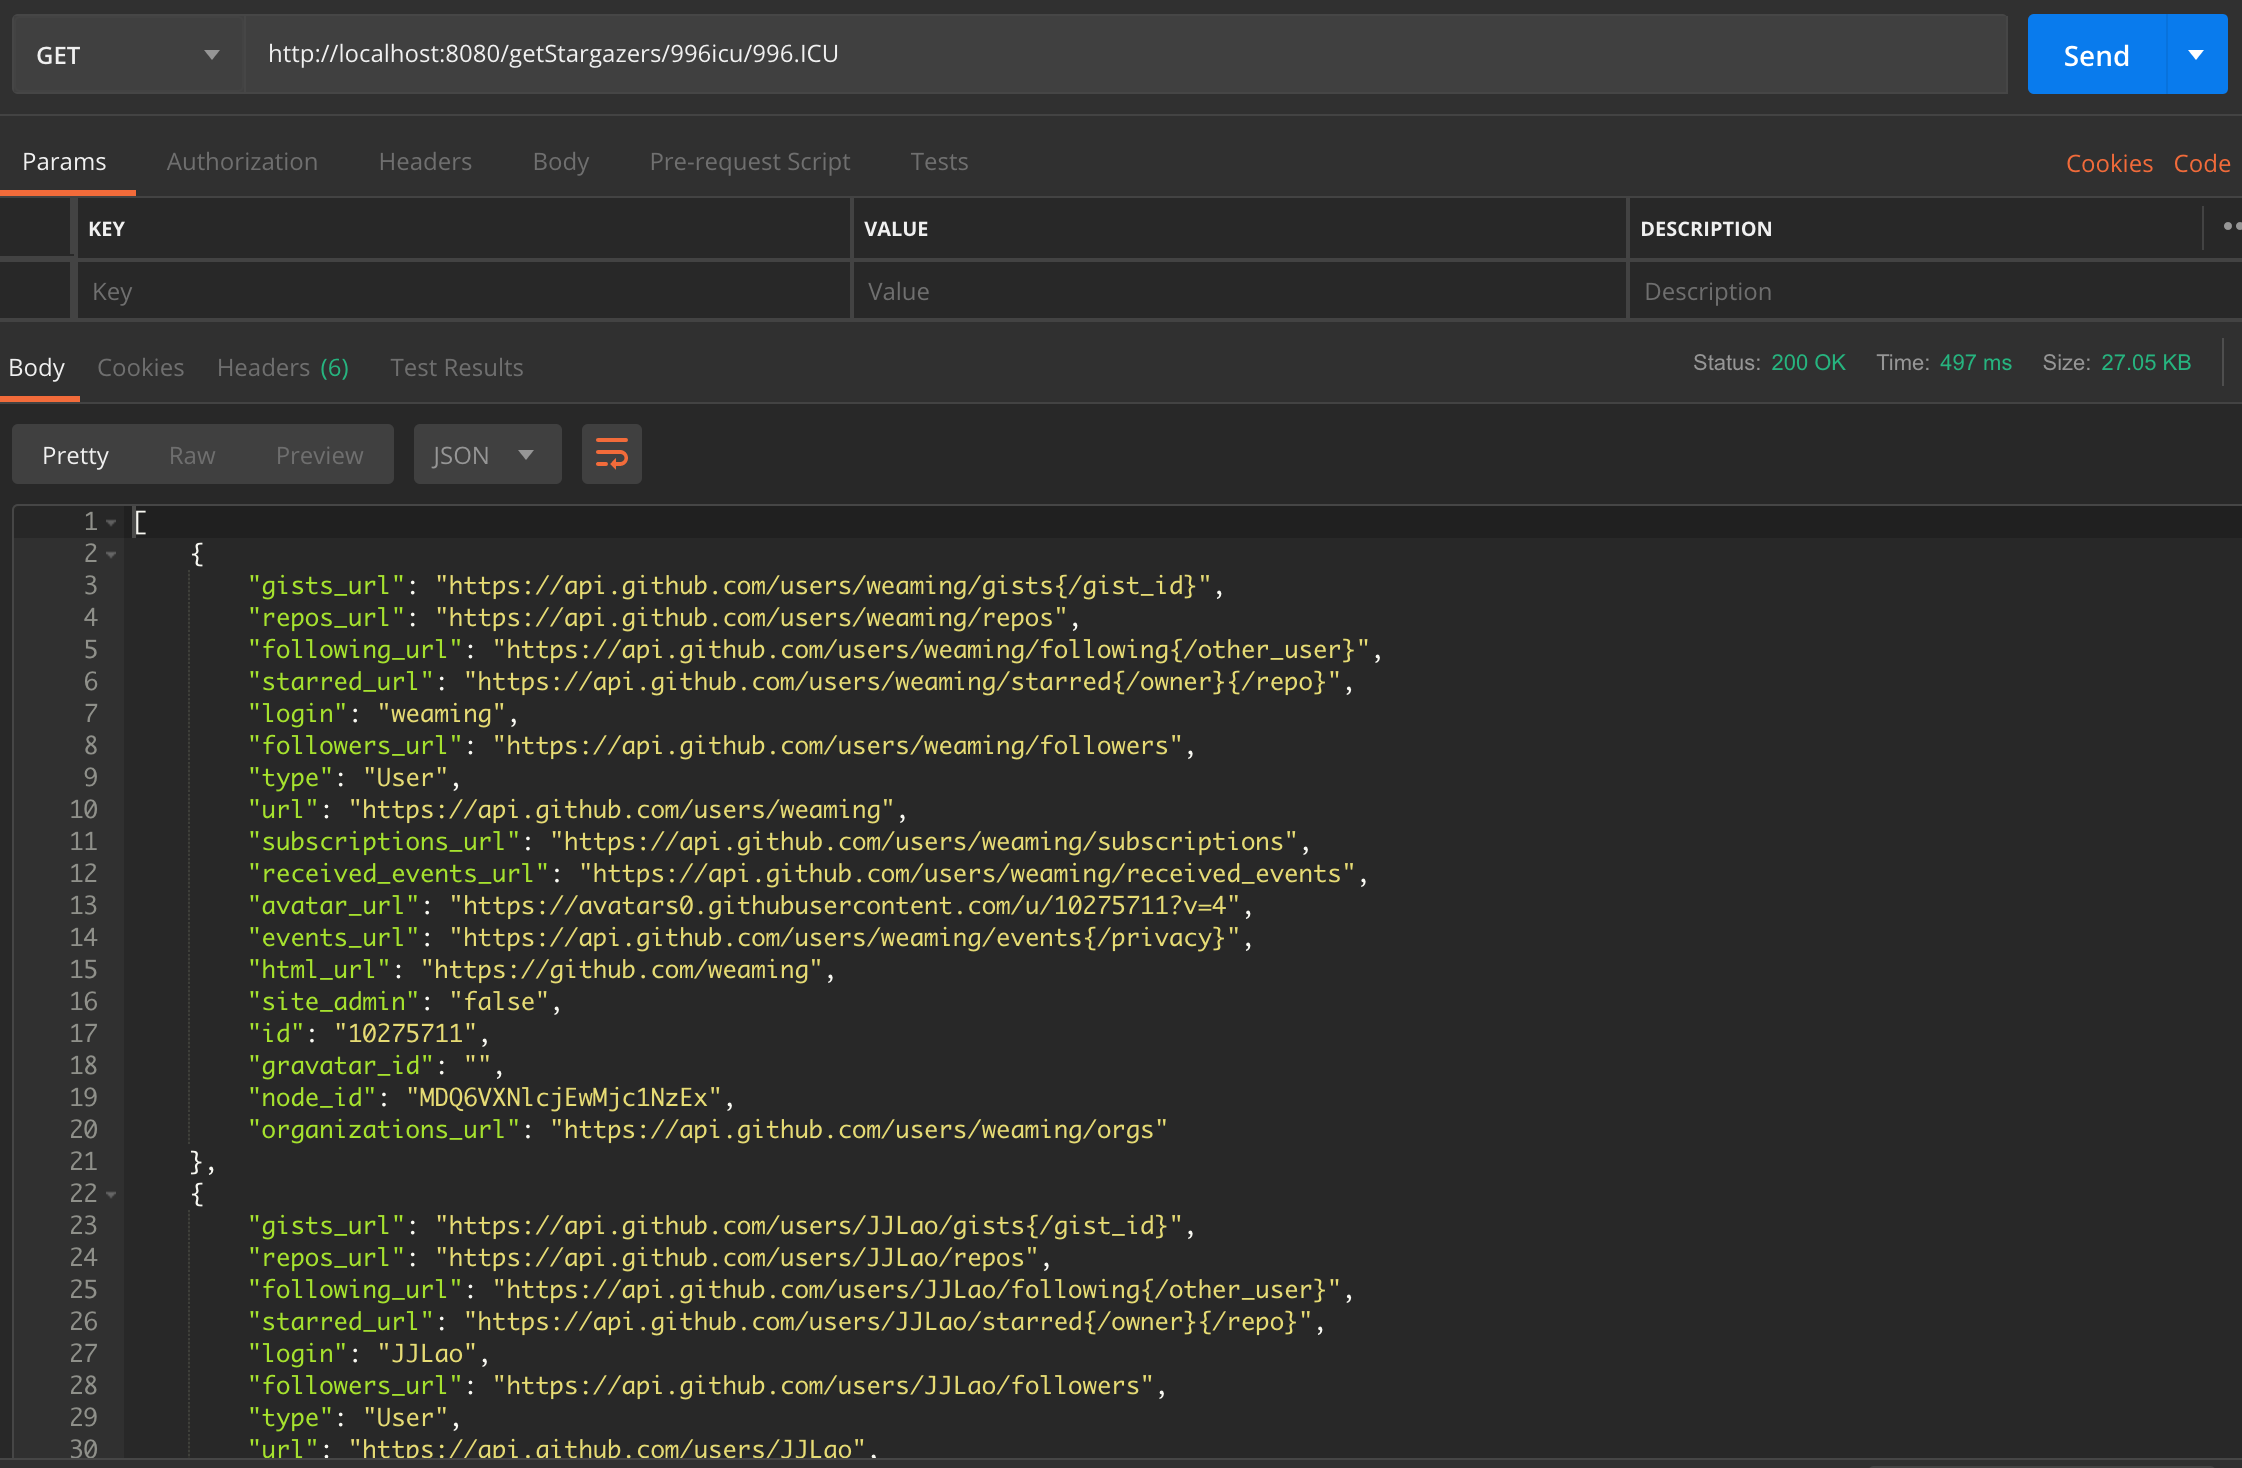 GET http://localhost:8080/getStargazers/996icu/996.ICU Send
Params Authorization Headers Body Pre-request Script Tests Cookies Code
KEY VALUE DESCRIPTION
Key Value Description
Body Cookies Headers (6) Test Results Status: 200 OK Time: 497 ms Size: 27.05 KB
Pretty Raw Preview JSON
1 [
2 {
3 "gists_url": "https://api.github.com/users/weaming/gists{/gist_id}",
4 "repos_url": "https://api.github.com/users/weaming/repos",
5 "following_url": "https://api.github.com/users/weaming/following{/other_user}",
6 "starred_url": "https://api.github.com/users/weaming/starred{/owner}{/repo}",
7 "login": "weaming",
8 "followers_url": "https://api.github.com/users/weaming/followers",
9 "type": "User",
10 "url": "https://api.github.com/users/weaming",
11 "subscriptions_url": "https://api.github.com/users/weaming/subscriptions",
12 "received_events_url": "https://api.github.com/users/weaming/received_events",
13 "avatar_url": "https://avatars0.githubusercontent.com/u/10275711?v=4",
14 "events_url": "https://api.github.com/users/weaming/events{/privacy}",
15 "html_url": "https://github.com/weaming",
16 "site_admin": "false",
17 "id": "10275711",
18 "gravatar_id": "",
19 "node_id": "MDQ6VXNlcjEwMjc1NzEx",
20 "organizations_url": "https://api.github.com/users/weaming/orgs"
21 },
22 {
23 "gists_url": "https://api.github.com/users/JJLao/gists{/gist_id}",
24 "repos_url": "https://api.github.com/users/JJLao/repos",
25 "following_url": "https://api.github.com/users/JJLao/following{/other_user}",
26 "starred_url": "https://api.github.com/users/JJLao/starred{/owner}{/repo}",
27 "login": "JJLao",
28 "followers_url": "https://api.github.com/users/JJLao/followers",
29 "type": "User",
30 "url": "https://api.github.com/users/JJLao",